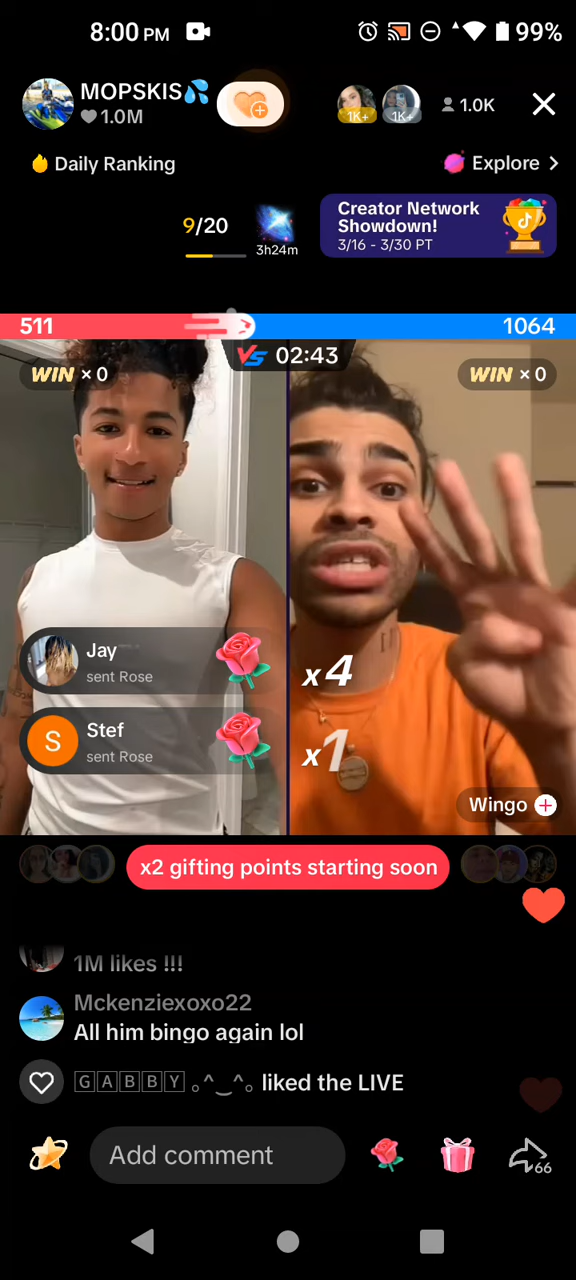 8:00 PM
99%
MOPSKIS💦
1.0M
1K+
1K+
1.0K
Daily Ranking
Explore >
9/20
3h24m
Creator Network
Showdown!
3/16 - 3/30 PT
511
1064
VS 02:43
WIN × 0
WIN × 0
Jay
sent Rose
x4
S
Stef
sent Rose
x1
Wingo
x2 gifting points starting soon
1M likes !!!
Mckenziexoxo22
All him bingo again lol
🄶🄰🄱🄱🅈 ｡^‿^｡ liked the LIVE
Add comment
66